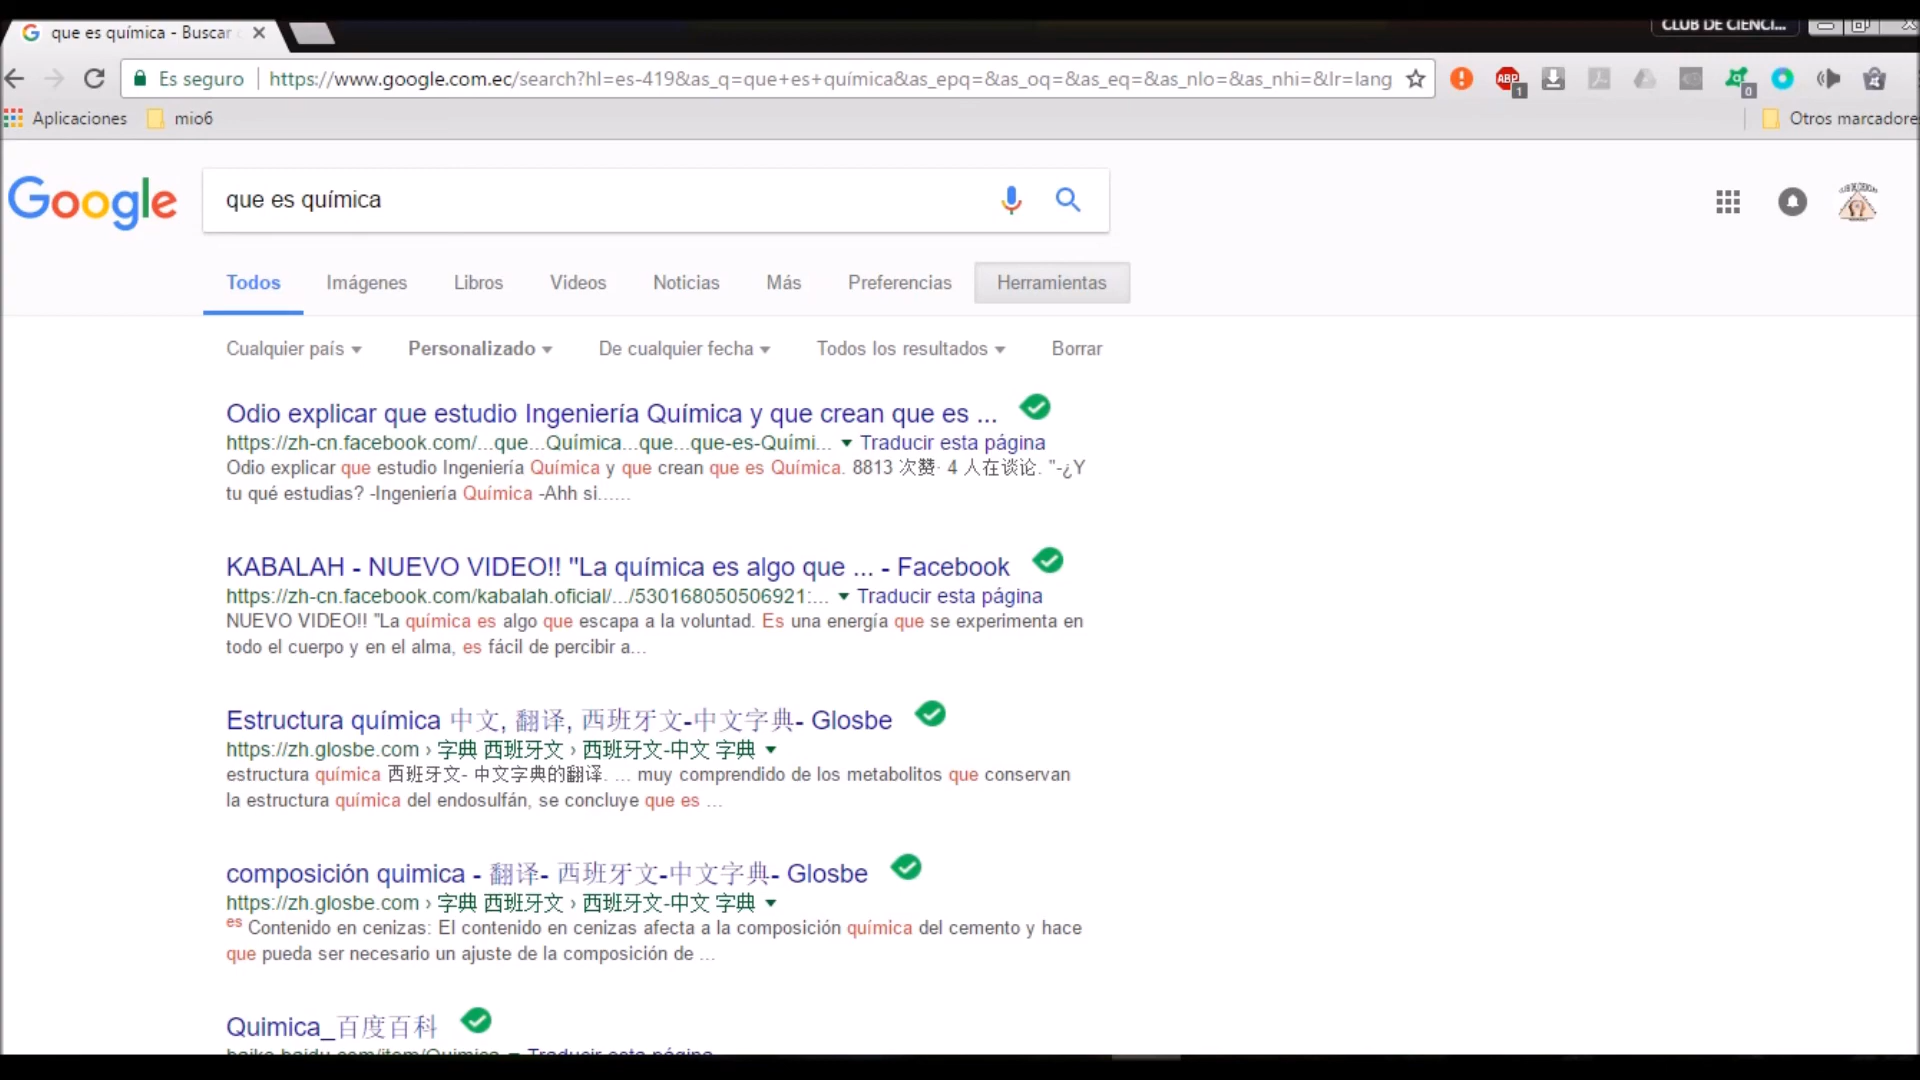 que es química - Buscar
CLUB DE CIENCI...
Es seguro
https://www.google.com.ec/search?hl=es-419&as_q=que+es+química&as_epq=&as_oq=&as_eq=&as_nlo=&as_nhi=&lr=lang
ABP
1
0
Aplicaciones
mio6
Otros marcadore
Google
que es química
Todos
Imágenes
Libros
Videos
Noticias
Más
Preferencias
Herramientas
Cualquier país
Personalizado
De cualquier fecha
Todos los resultados
Borrar
Odio explicar que estudio Ingeniería Química y que crean que es ...
https://zh-cn.facebook.com/...que...Química...que...que-es-Quími... Traducir esta página
Odio explicar que estudio Ingeniería Química y que crean que es Química. 8813 次赞· 4 人在谈论. "-¿Y
tu qué estudias? -Ingeniería Química -Ahh si......
KABALAH - NUEVO VIDEO!! "La química es algo que ... - Facebook
https://zh-cn.facebook.com/kabalah.oficial/.../530168050506921:... Traducir esta página
NUEVO VIDEO!! "La química es algo que escapa a la voluntad. Es una energía que se experimenta en
todo el cuerpo y en el alma, es fácil de percibir a...
Estructura química 中文, 翻译, 西班牙文-中文字典- Glosbe
https://zh.glosbe.com › 字典 西班牙文 › 西班牙文-中文 字典
estructura química 西班牙文- 中文字典的翻译. ... muy comprendido de los metabolitos que conservan
la estructura química del endosulfán, se concluye que es ...
composición quimica - 翻译- 西班牙文-中文字典- Glosbe
https://zh.glosbe.com › 字典 西班牙文 › 西班牙文-中文 字典
es Contenido en cenizas: El contenido en cenizas afecta a la composición química del cemento y hace
que pueda ser necesario un ajuste de la composición de ...
Quimica_百度百科
baike.baidu.com/item/Quimica Traducir esta página